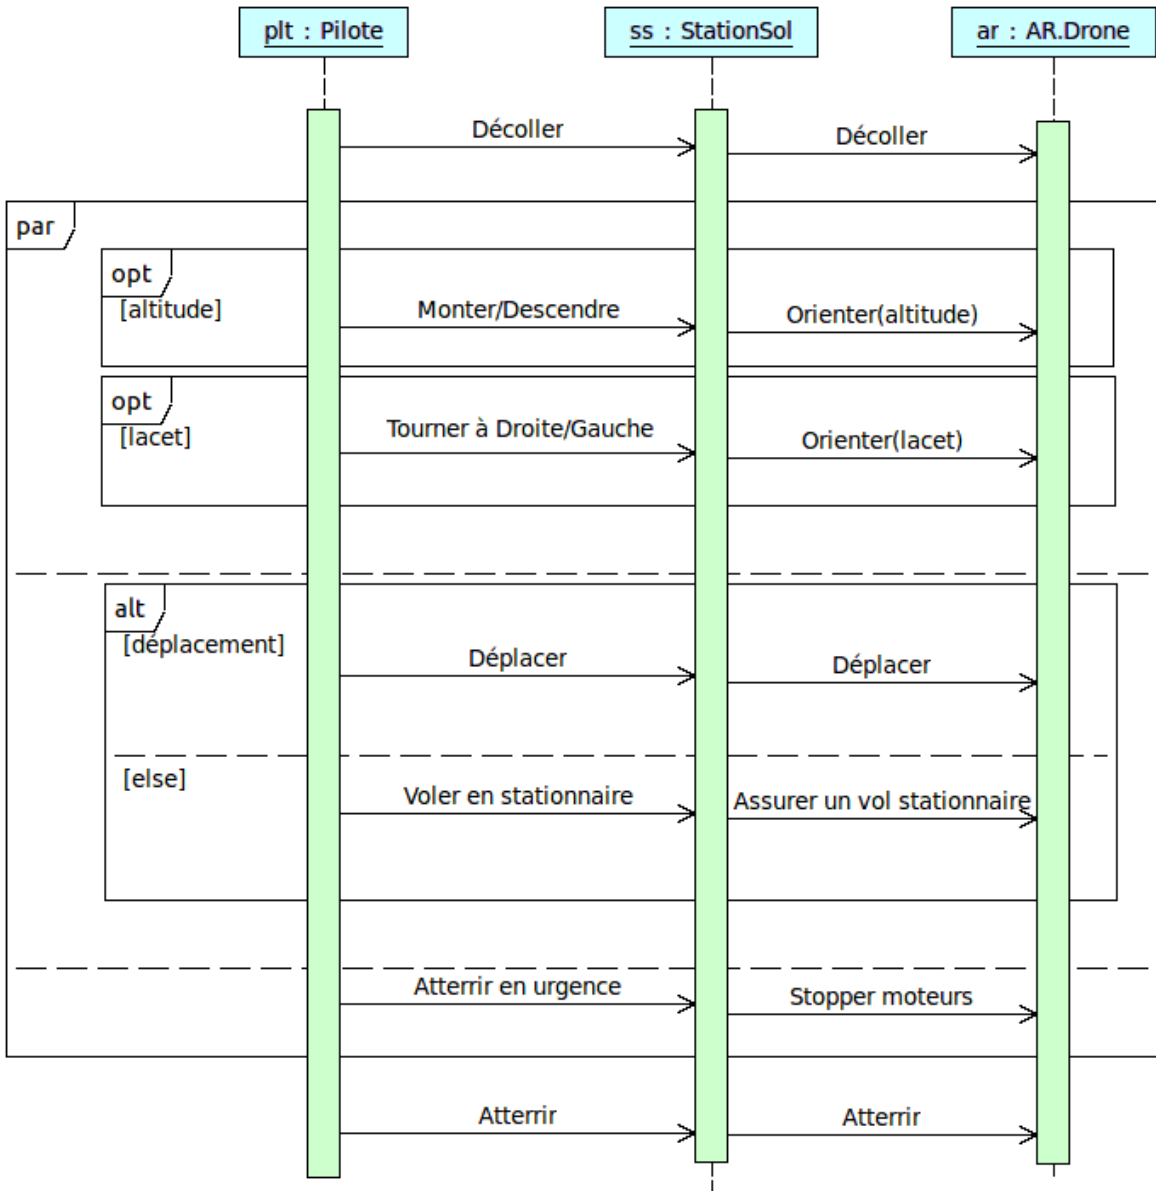 plt : Pilote
ss : StationSol
ar : AR.Drone
Décoller
Décoller
par
opt
[altitude]
Monter/Descendre
Orienter(altitude)
opt
[lacet]
Tourner à Droite/Gauche
Orienter(lacet)
alt
[déplacement]
Déplacer
Déplacer
[else]
Voler en stationnaire
Assurer un vol stationnaire
Atterrir en urgence
Stopper moteurs
Atterrir
Atterrir